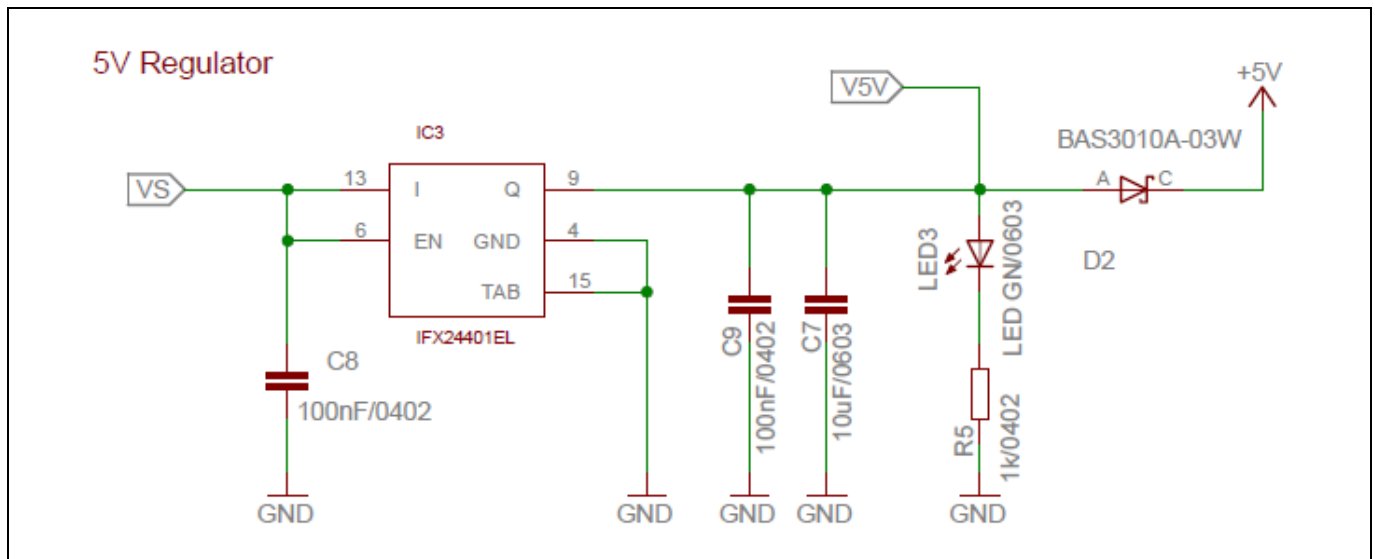 5V Regulator
+5V
V5V
IC3
BAS3010A-03W
VS
13
I
Q
9
A
C
6
EN
GND
4
TAB
15
IFX24401EL
LED3
LED GN/0603
D2
C8
100nF/0402
C9
100nF/0402
C7
10uF/0603
R5
1k/0402
GND
GND
GND
GND
GND